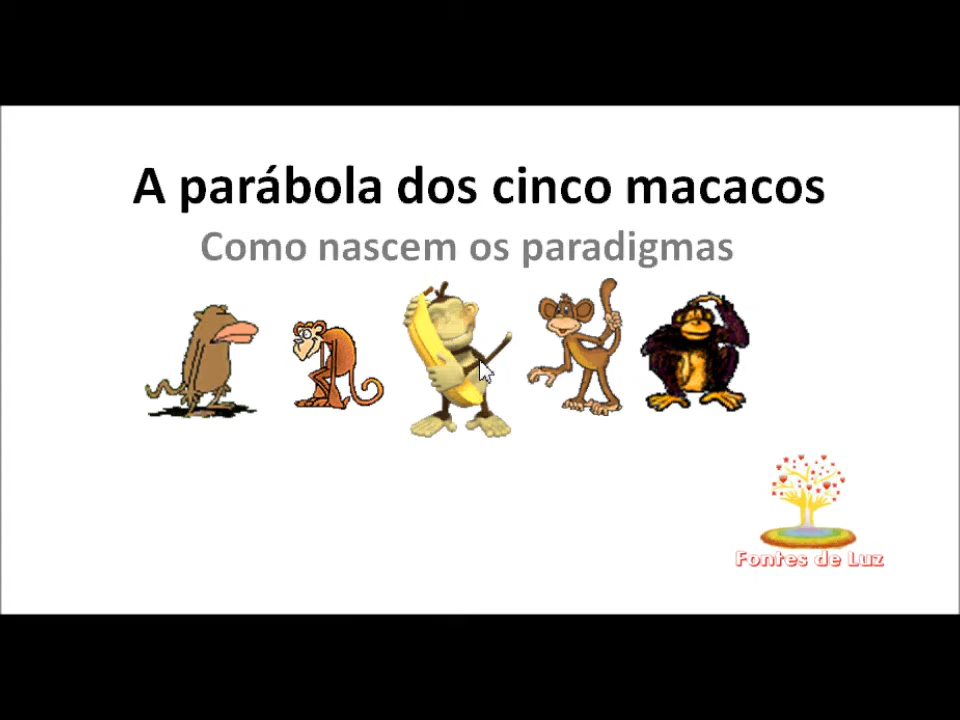 A parábola dos cinco macacos
Como nascem os paradigmas
Fontes de Luz